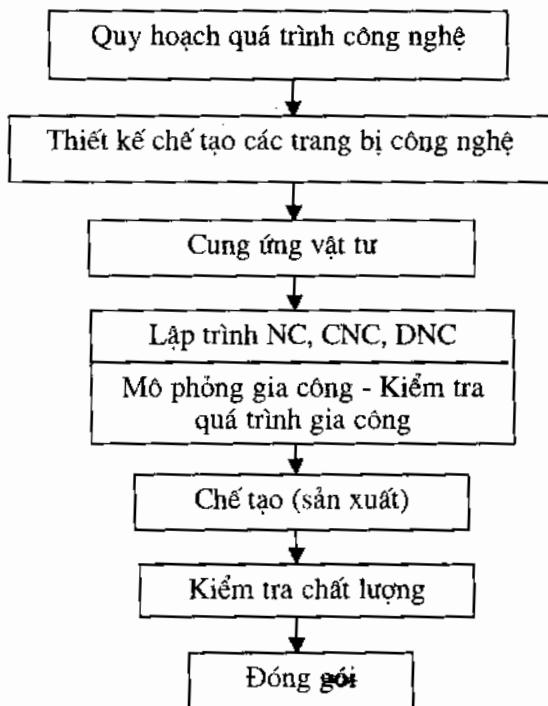 Quy hoạch quá trình công nghệ
Thiết kế chế tạo các trang bị công nghệ
Cung ứng vật tư
Lập trình NC, CNC, DNC
Mô phỏng gia công - Kiểm tra
quá trình gia công
Chế tạo (sản xuất)
Kiểm tra chất lượng
Đóng gói